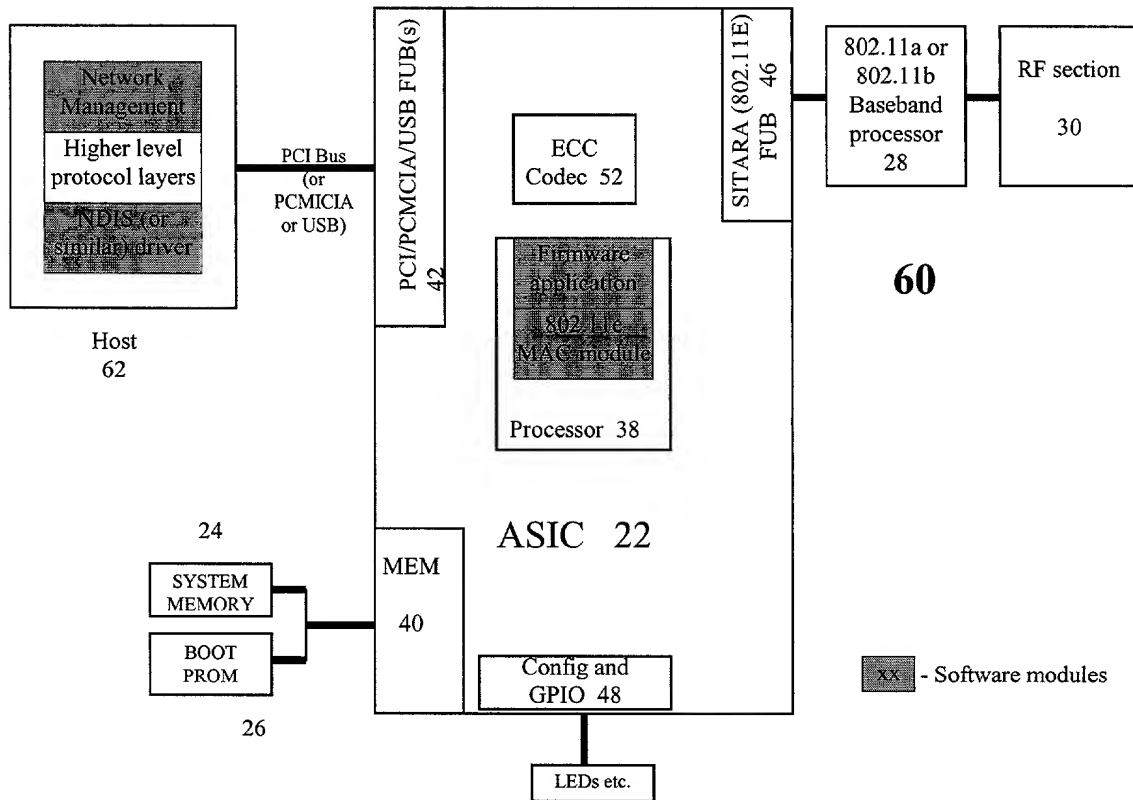 Network
Management
Higher level
protocol layers
NDIS (or
similar) driver
Host
62
PCI Bus
(or
PCMICIA
or USB)
PCI/PCMCIA/USB FUB(s)
42
ECC
Codec 52
Firmware
application
802.11e
MAC module
Processor 38
SITARA (802.11E)
FUB 46
802.11a or
802.11b
Baseband
processor
28
RF section
30
60
ASIC 22
24
SYSTEM
MEMORY
BOOT
PROM
26
MEM
40
Config and
GPIO 48
LEDs etc.
xx - Software modules